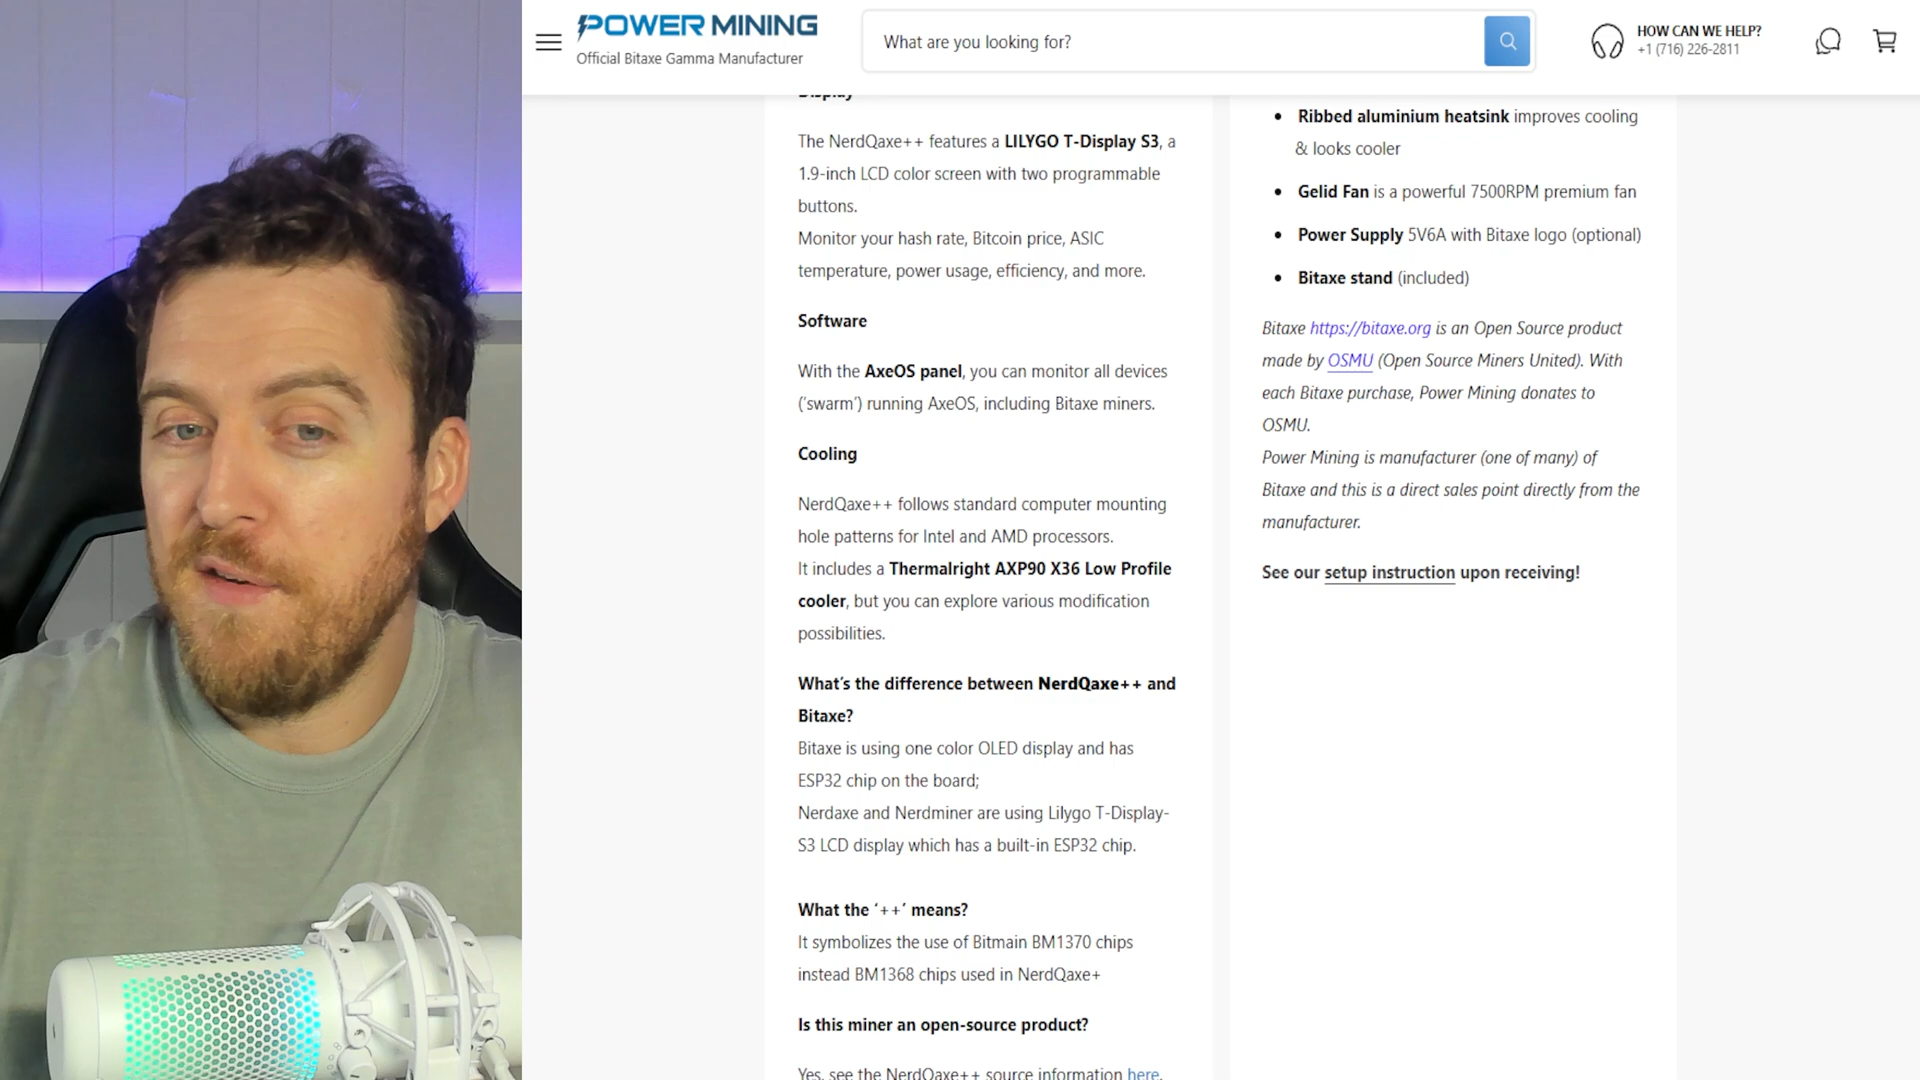 POWER MINING
Official Bitaxe Gamma Manufacturer
What are you looking for?
HOW CAN WE HELP?
+1 (716) 226-2811
Display
The NerdQaxe++ features a LILYGO T-Display S3, a
1.9-inch LCD color screen with two programmable
buttons.
Monitor your hash rate, Bitcoin price, ASIC
temperature, power usage, efficiency, and more.
Software
With the AxeOS panel, you can monitor all devices
(‘swarm’) running AxeOS, including Bitaxe miners.
Cooling
NerdQaxe++ follows standard computer mounting
hole patterns for Intel and AMD processors.
It includes a Thermalright AXP90 X36 Low Profile
cooler, but you can explore various modification
possibilities.
What’s the difference between NerdQaxe++ and
Bitaxe?
Bitaxe is using one color OLED display and has
ESP32 chip on the board;
Nerdaxe and Nerdminer are using Lilygo T-Display-
S3 LCD display which has a built-in ESP32 chip.
What the ‘++’ means?
It symbolizes the use of Bitmain BM1370 chips
instead BM1368 chips used in NerdQaxe+
Is this miner an open-source product?
Yes, see the NerdQaxe++ source information here.
• Ribbed aluminium heatsink improves cooling
& looks cooler
• Gelid Fan is a powerful 7500RPM premium fan
• Power Supply 5V6A with Bitaxe logo (optional)
• Bitaxe stand (included)
Bitaxe https://bitaxe.org is an Open Source product
made by OSMU (Open Source Miners United). With
each Bitaxe purchase, Power Mining donates to
OSMU.
Power Mining is manufacturer (one of many) of
Bitaxe and this is a direct sales point directly from the
manufacturer.
See our setup instruction upon receiving!